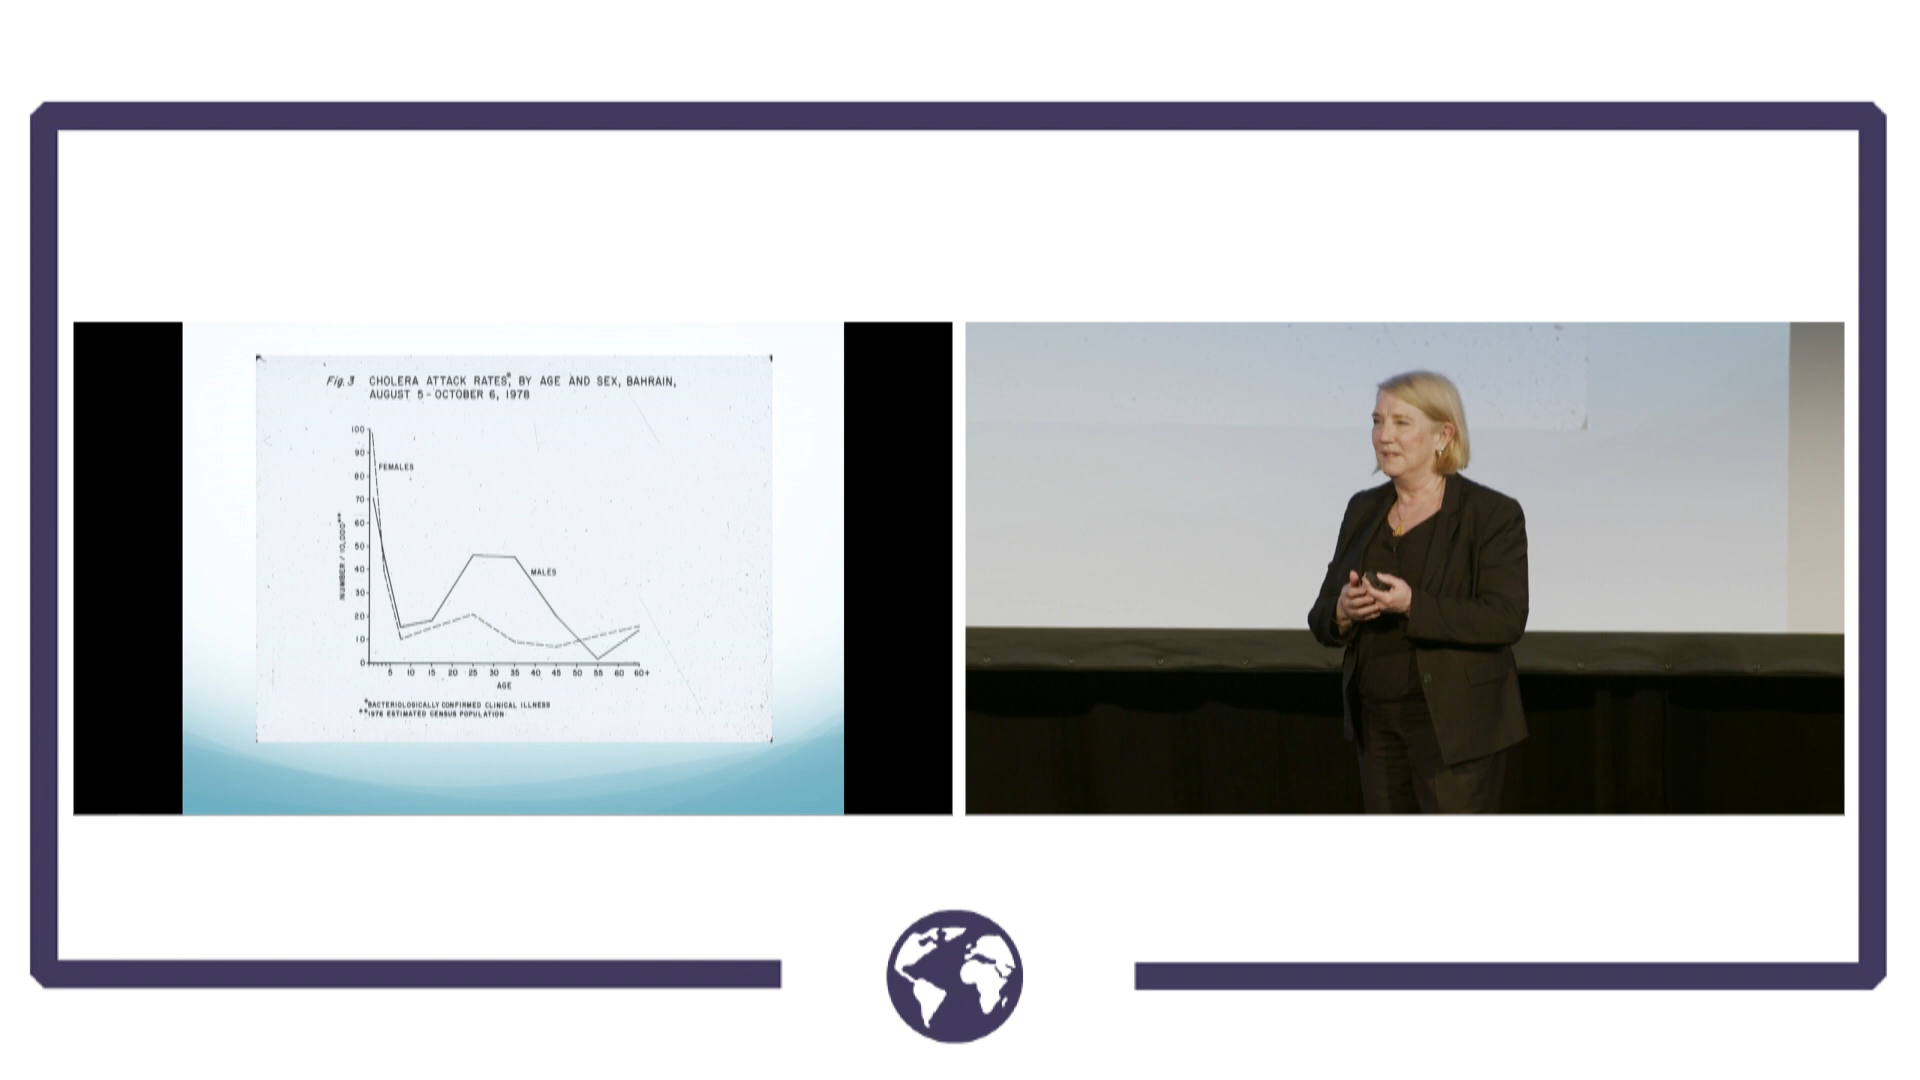 Fig. 3 CHOLERA ATTACK RATES*, BY AGE AND SEX, BAHRAIN,
AUGUST 5 - OCTOBER 6, 1978
100
90
80
70
60
50
40
30
20
10
0
NUMBER / 10,000**
FEMALES
MALES
5 10 15 20 25 30 35 40 45 50 55 60 60+
AGE
*BACTERIOLOGICALLY CONFIRMED CLINICAL ILLNESS
**1978 ESTIMATED CENSUS POPULATION